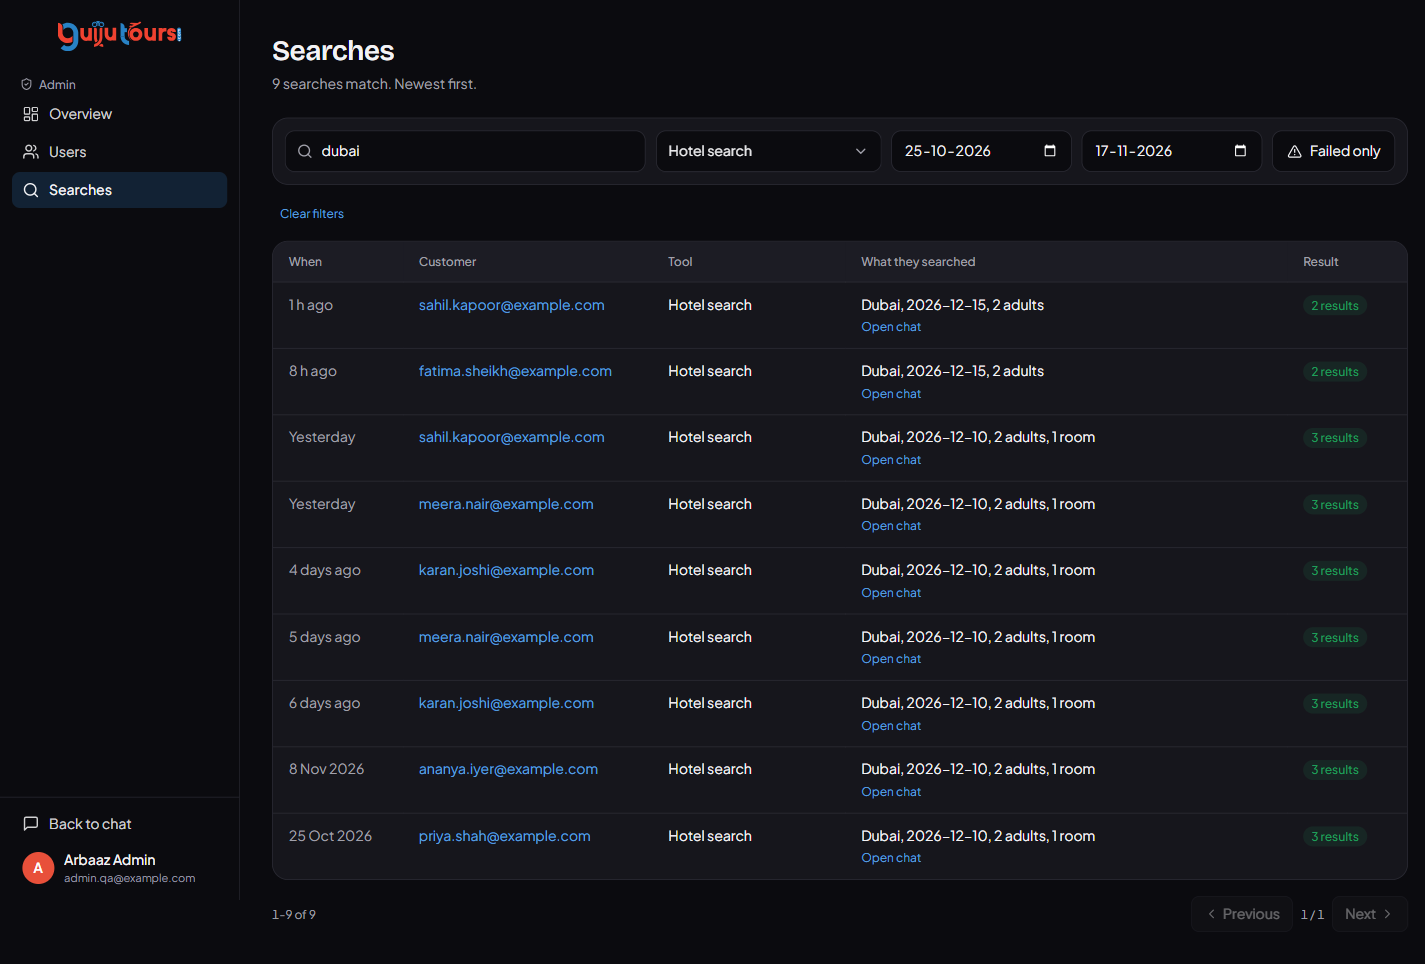 gujjutours
Admin
Overview
Users
Searches
Back to chat
A
Arbaaz Admin
admin.qa@example.com
Searches
9 searches match. Newest first.
dubai
Hotel search
25-10-2026
17-11-2026
Failed only
Clear filters
When Customer Tool What they searched Result
1 h ago sahil.kapoor@example.com Hotel search Dubai, 2026-12-15, 2 adults 2 results
Open chat
8 h ago fatima.sheikh@example.com Hotel search Dubai, 2026-12-15, 2 adults 2 results
Open chat
Yesterday sahil.kapoor@example.com Hotel search Dubai, 2026-12-10, 2 adults, 1 room 3 results
Open chat
Yesterday meera.nair@example.com Hotel search Dubai, 2026-12-10, 2 adults, 1 room 3 results
Open chat
4 days ago karan.joshi@example.com Hotel search Dubai, 2026-12-10, 2 adults, 1 room 3 results
Open chat
5 days ago meera.nair@example.com Hotel search Dubai, 2026-12-10, 2 adults, 1 room 3 results
Open chat
6 days ago karan.joshi@example.com Hotel search Dubai, 2026-12-10, 2 adults, 1 room 3 results
Open chat
8 Nov 2026 ananya.iyer@example.com Hotel search Dubai, 2026-12-10, 2 adults, 1 room 3 results
Open chat
25 Oct 2026 priya.shah@example.com Hotel search Dubai, 2026-12-10, 2 adults, 1 room 3 results
Open chat
1-9 of 9
Previous 1 / 1 Next